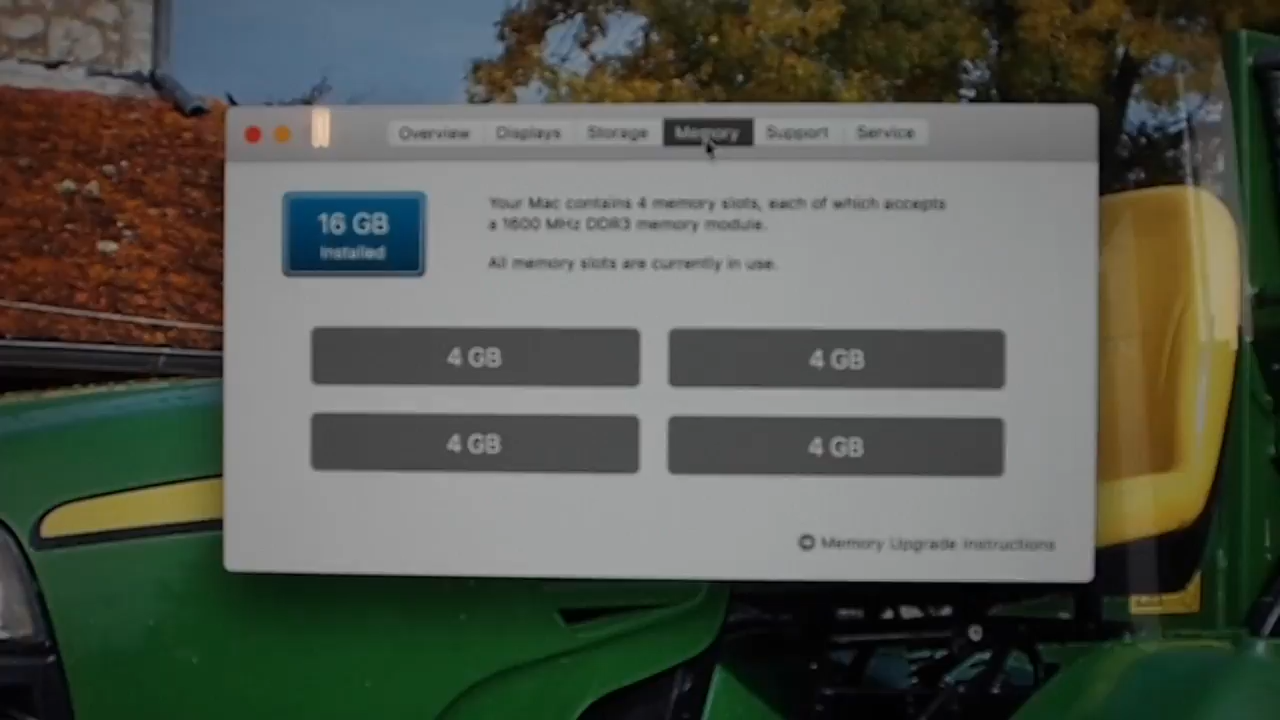 Overview Displays Storage Memory Support Service
16 GB
Installed
Your Mac contains 4 memory slots, each of which accepts
a 1600 MHz DDR3 memory module.
All memory slots are currently in use.
4 GB 4 GB
4 GB 4 GB
Memory Upgrade Instructions